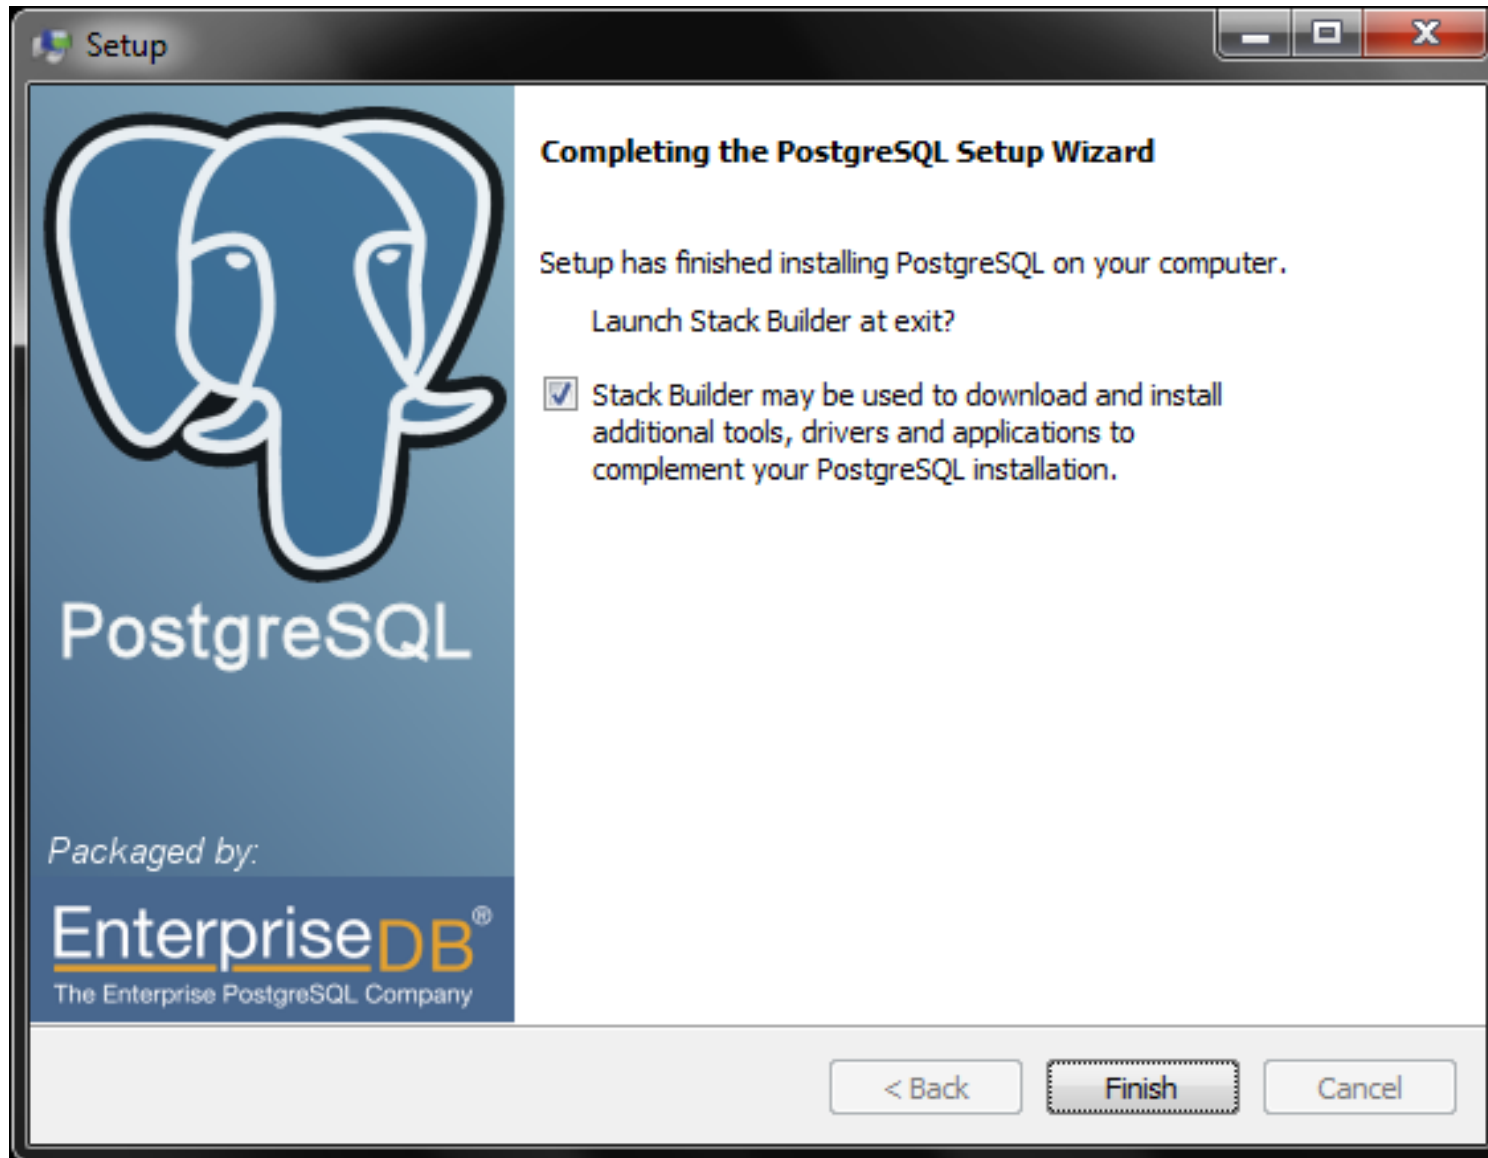 Setup
Completing the PostgreSQL Setup Wizard
Setup has finished installing PostgreSQL on your computer.
Launch Stack Builder at exit?
Stack Builder may be used to download and install
additional tools, drivers and applications to
complement your PostgreSQL installation.
PostgreSQL
Packaged by:
EnterpriseDB®
The Enterprise PostgreSQL Company
< Back
Finish
Cancel